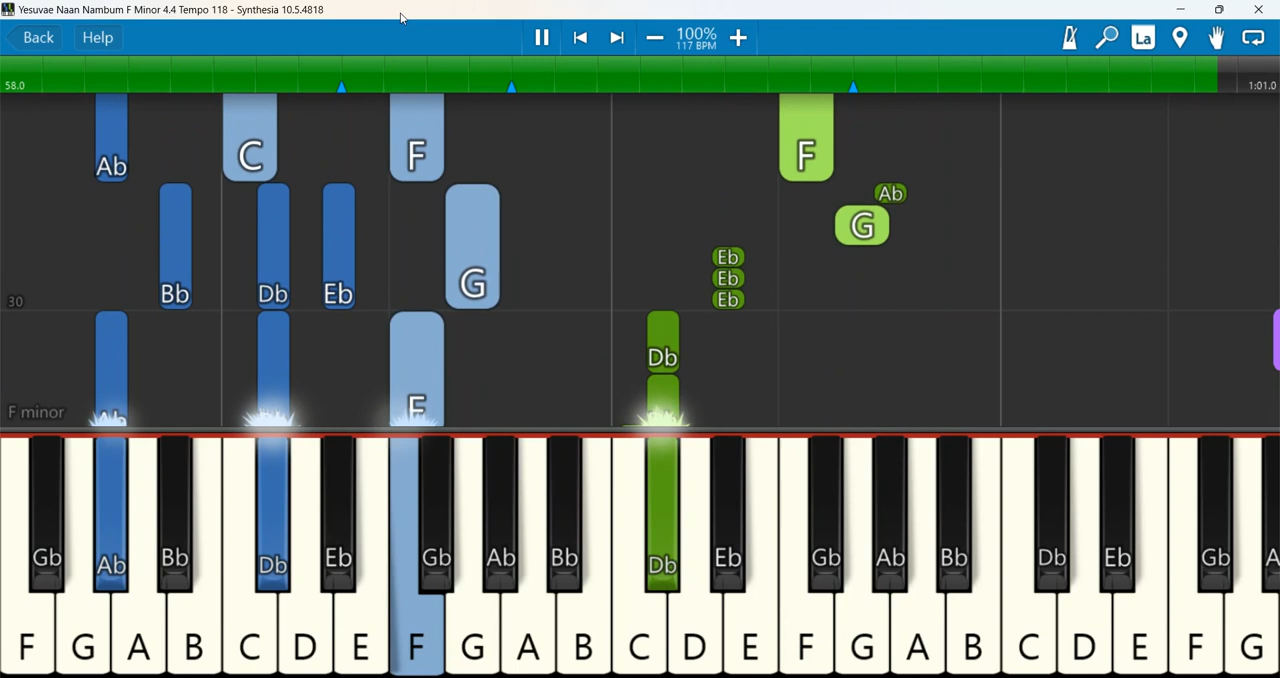 Yesuvae Naan Nambum F Minor 4.4 Tempo 118 - Synthesia 10.5.4818
Back Help 100% La
117 BPM
58.0 1:01.0
Ab C F F
Ab
G
Eb
Eb
Bb Db Eb G Eb
30
Db
F minor Ab F
Gb Ab Bb Db Eb Gb Ab Bb Db Eb Gb Ab Bb Db Eb Gb A
F G A B C D E F G A B C D E F G A B C D E F G